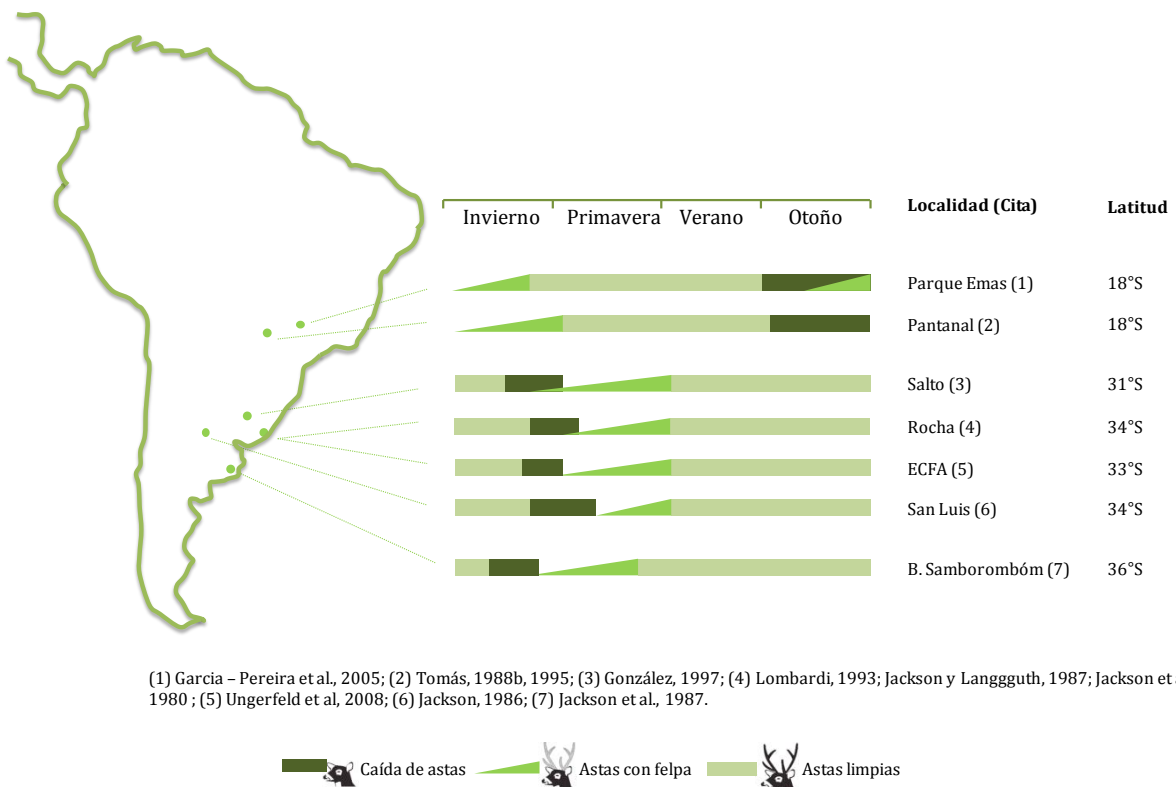 Invierno Primavera Verano Otoño Localidad (Cita) Latitud
Parque Emas (1) 18°S
Pantanal (2) 18°S
Salto (3) 31°S
Rocha (4) 34°S
ECFA (5) 33°S
San Luis (6) 34°S
B. Samborombóm (7) 36°S
(1) Garcia – Pereira et al., 2005; (2) Tomás, 1988b, 1995; (3) González, 1997; (4) Lombardi, 1993; Jackson y Langgguth, 1987; Jackson et
1980 ; (5) Ungerfeld et al, 2008; (6) Jackson, 1986; (7) Jackson et al., 1987.
Caída de astas Astas con felpa Astas limpias